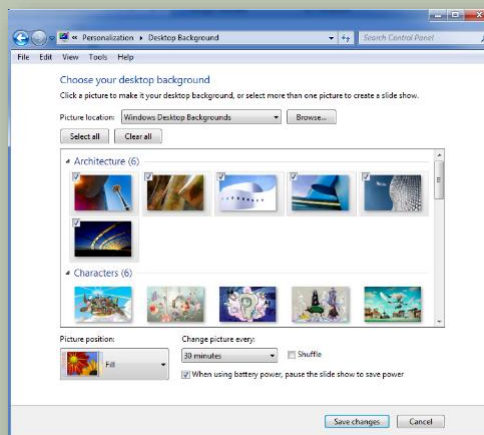 « Personalization ▸ Desktop Background
Search Control Panel
File Edit View Tools Help
Choose your desktop background
Click a picture to make it your desktop background, or select more than one picture to create a slide show.
Picture location: Windows Desktop Backgrounds Browse...
Select all Clear all
Architecture (6)
Characters (6)
Picture position: Change picture every:
Fill 30 minutes Shuffle
When using battery power, pause the slide show to save power
Save changes Cancel